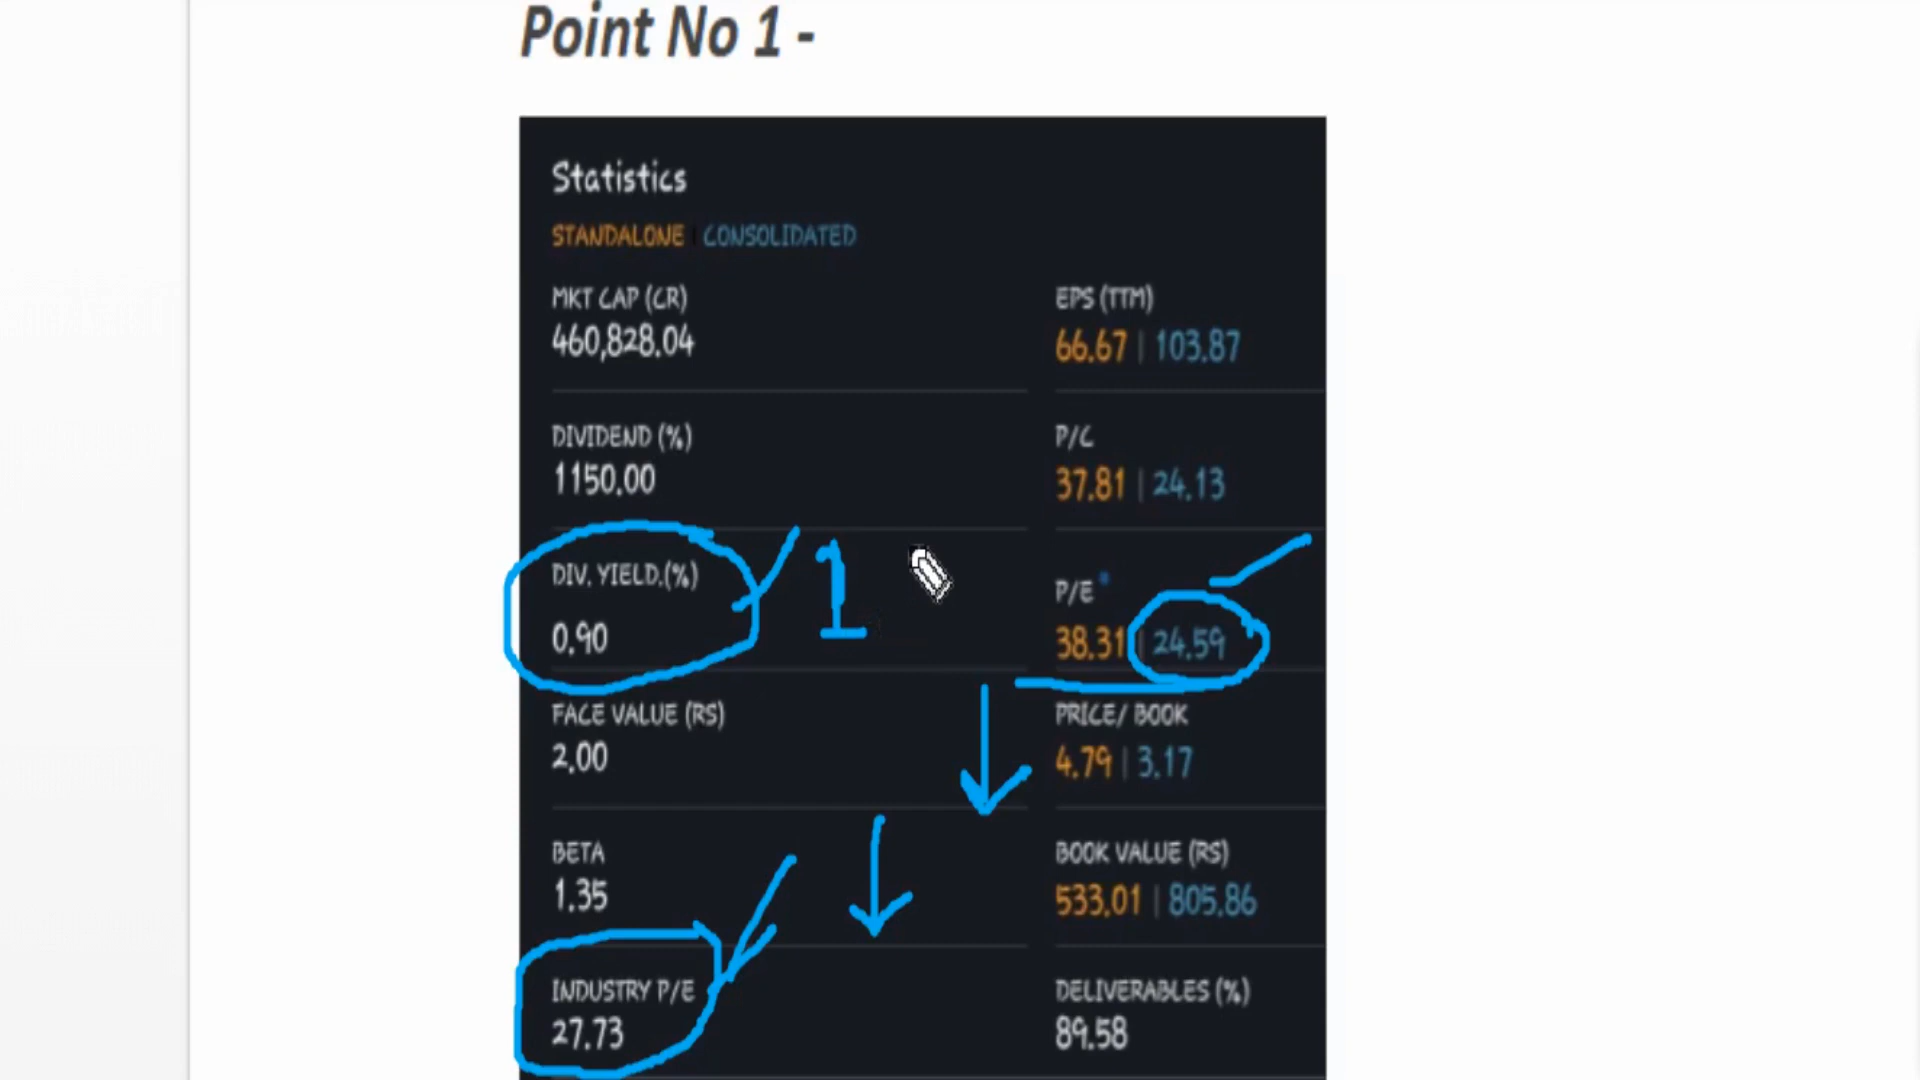 Point No 1 -
Statistics
STANDALONE | CONSOLIDATED
MKT CAP (CR)
460,828.04
EPS (TTM)
66.67 | 103.87
DIVIDEND (%)
1150.00
P/C
37.81 | 24.13
DIV. YIELD.(%)
0.90
1
P/E
38.31 | 24.59
FACE VALUE (RS)
2.00
PRICE/ BOOK
4.79 | 3.17
BETA
1.35
BOOK VALUE (RS)
533.01 | 805.86
INDUSTRY P/E
27.73
DELIVERABLES (%)
89.58